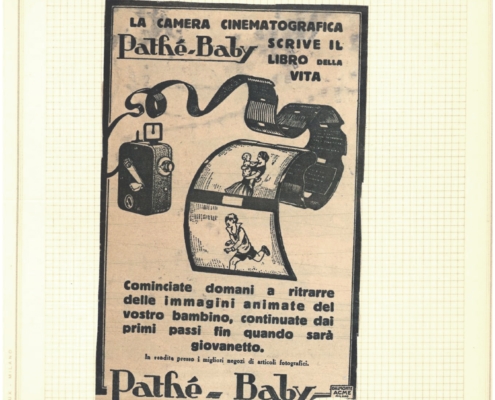 LA CAMERA CINEMATOGRAFICA
Pathé-Baby SCRIVE IL
LIBRO DELLA
VITA
Cominciate domani a ritrarre
delle immagini animate del
vostro bambino, continuate dai
primi passi fin quando sarà
giovanetto.
In vendita presso i migliori negozi di articoli fotografici.
Pathé-Baby
ACME